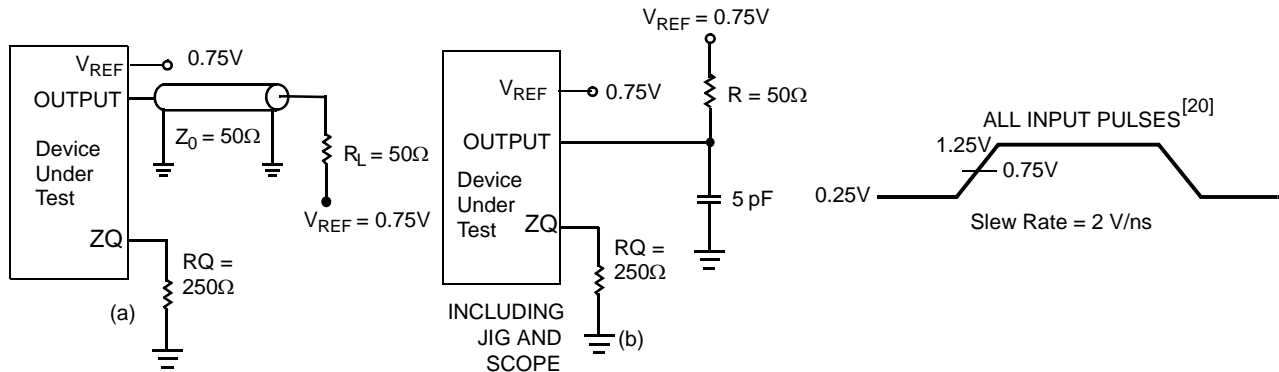 V_REF
0.75V
OUTPUT
Z_0 = 50Ω
Device
Under
Test
R_L = 50Ω
V_REF = 0.75V
ZQ
RQ =
250Ω
(a)
V_REF = 0.75V
V_REF
0.75V
R = 50Ω
OUTPUT
Device
Under
Test
5 pF
ZQ
RQ =
250Ω
INCLUDING
JIG AND
SCOPE
(b)
ALL INPUT PULSES[20]
1.25V
0.75V
0.25V
Slew Rate = 2 V/ns